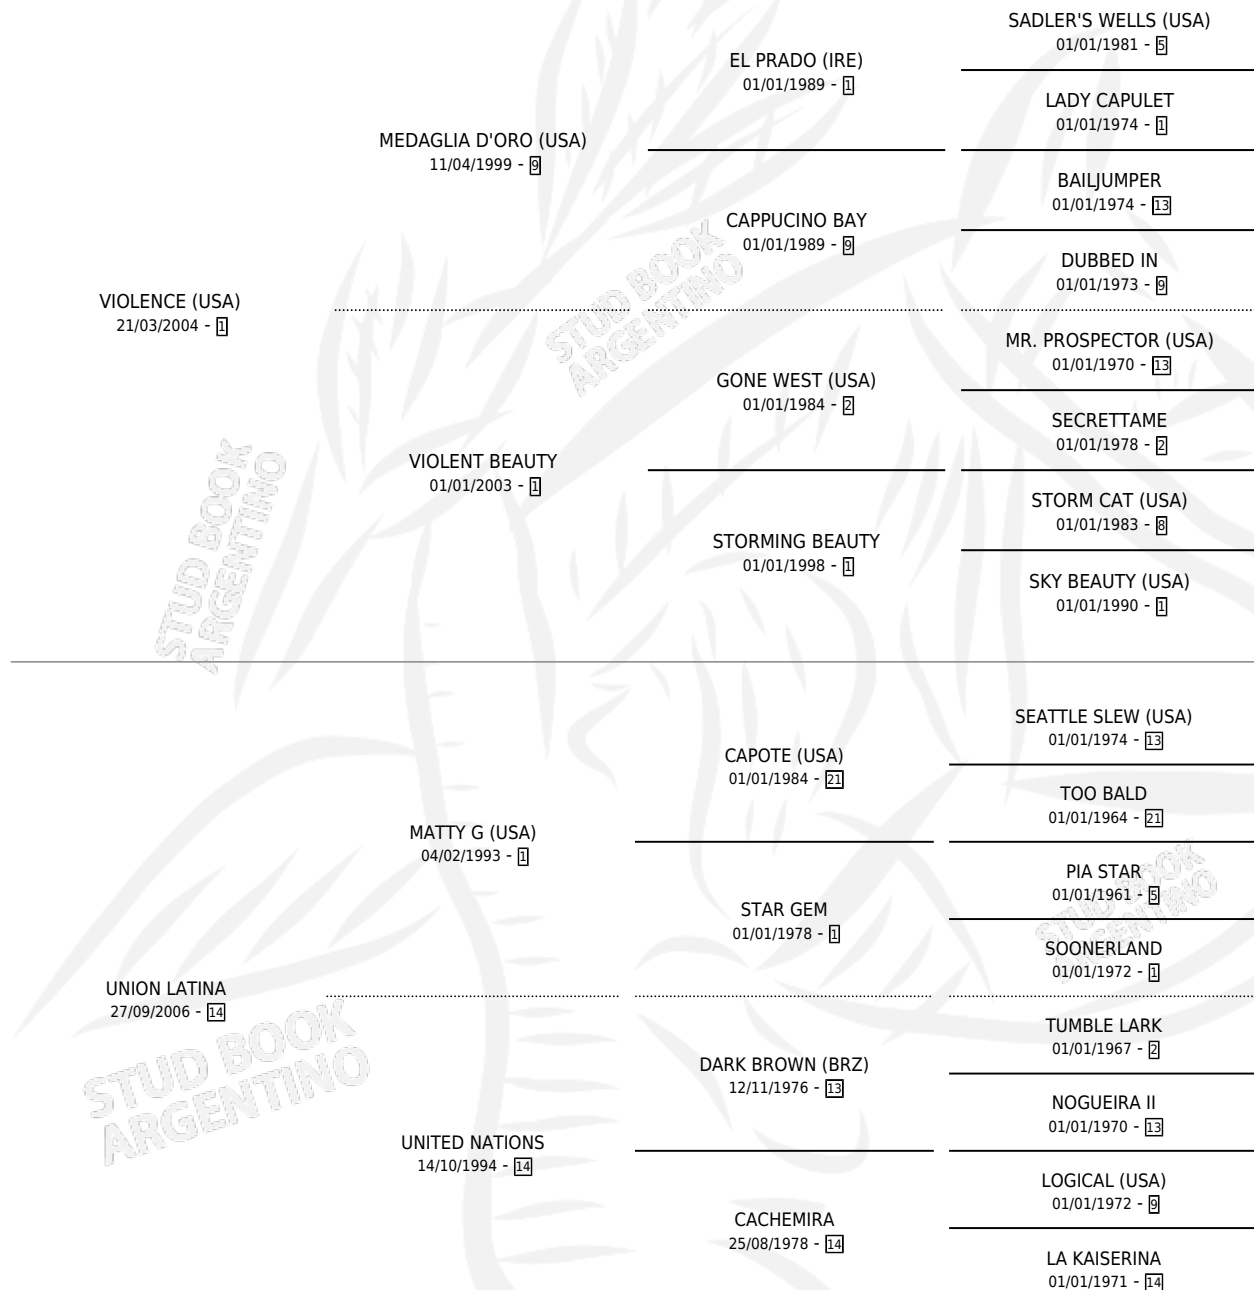 SADLER'S WELLS (USA)
01/01/1981 - 5
EL PRADO (IRE)
01/01/1989 - 1
LADY CAPULET
01/01/1974 - 1
MEDAGLIA D'ORO (USA)
11/04/1999 - 9
BAILJUMPER
01/01/1974 - 13
CAPPUCINO BAY
01/01/1989 - 9
DUBBED IN
01/01/1973 - 9
VIOLENCE (USA)
21/03/2004 - 1
STUD BOOK
ARGENTINO
MR. PROSPECTOR (USA)
01/01/1970 - 13
GONE WEST (USA)
01/01/1984 - 2
SECRETTAME
01/01/1978 - 2
VIOLENT BEAUTY
01/01/2003 - 1
STORM CAT (USA)
01/01/1983 - 8
STORMING BEAUTY
01/01/1998 - 1
SKY BEAUTY (USA)
01/01/1990 - 1
STUD BOOK
ARGENTINO
SEATTLE SLEW (USA)
01/01/1974 - 13
CAPOTE (USA)
01/01/1984 - 21
TOO BALD
01/01/1964 - 21
MATTY G (USA)
04/02/1993 - 1
PIA STAR
01/01/1961 - 5
STAR GEM
01/01/1978 - 1
STUD BOOK
ARGENTINO
SOONERLAND
01/01/1972 - 1
UNION LATINA
27/09/2006 - 14
TUMBLE LARK
01/01/1967 - 2
DARK BROWN (BRZ)
12/11/1976 - 13
STUD BOOK
ARGENTINO
NOGUEIRA II
01/01/1970 - 13
UNITED NATIONS
14/10/1994 - 14
LOGICAL (USA)
01/01/1972 - 9
CACHEMIRA
25/08/1978 - 14
LA KAISERINA
01/01/1971 - 14